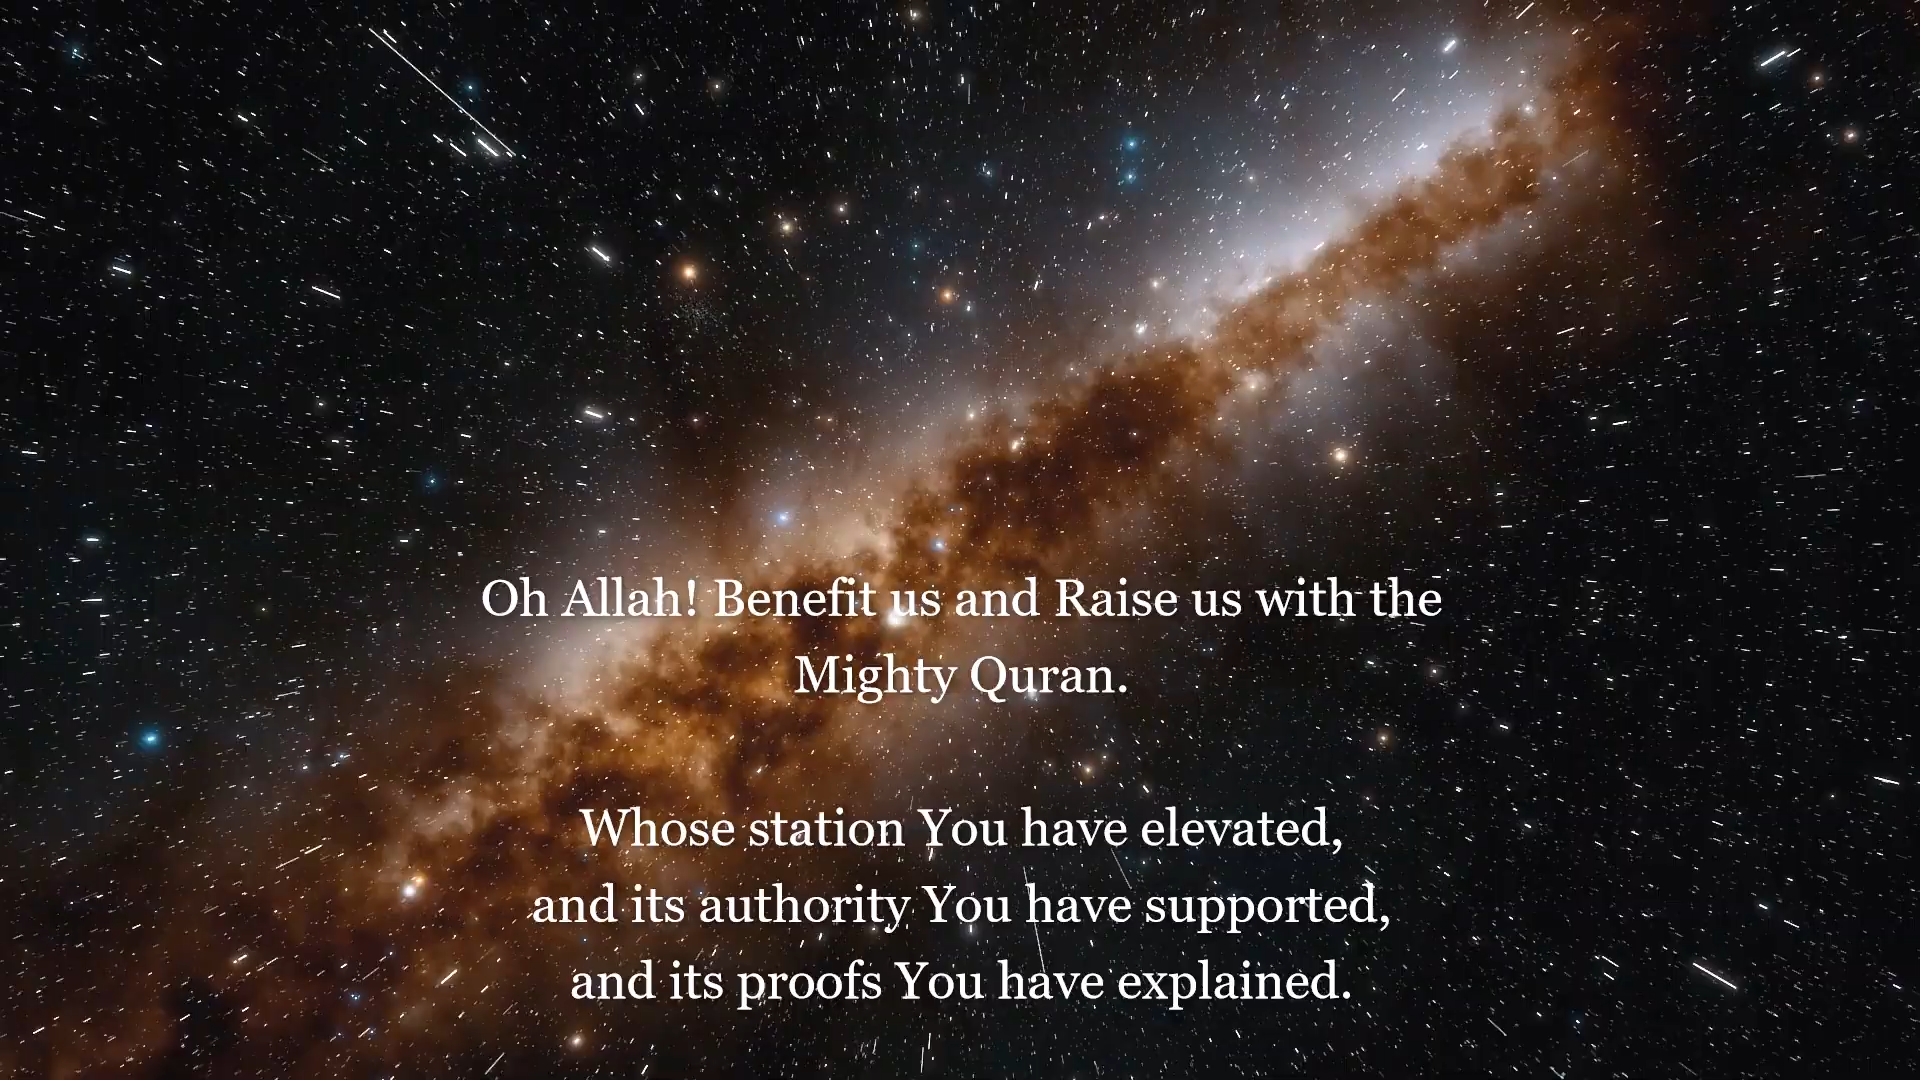 Oh Allah! Benefit us and Raise us with the
Mighty Quran.
Whose station You have elevated,
and its authority You have supported,
and its proofs You have explained.